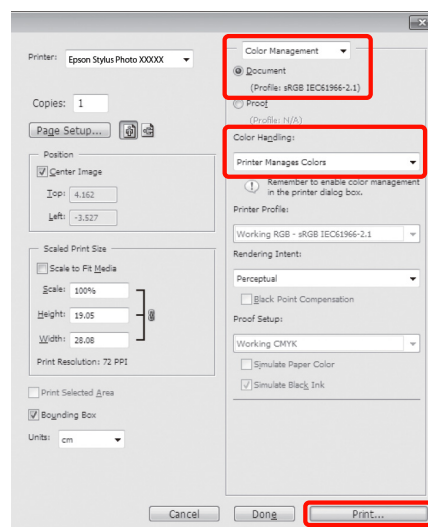 Printer:
Epson Stylus Photo XXXXX
Copies:
1
Page Setup...
Position
Center Image
Top:
4.162
Left:
-3.527
Scaled Print Size
Scale to Fit Media
Scale:
100%
Height:
19.05
Width:
28.08
Print Resolution: 72 PPI
Print Selected Area
Bounding Box
Units:
cm
Color Management
Document
(Profile: sRGB IEC61966-2.1)
Proof
(Profile: N/A)
Color Handling:
Printer Manages Colors
Remember to enable color management
in the printer dialog box.
Printer Profile:
Working RGB - sRGB IEC61966-2.1
Rendering Intent:
Perceptual
Black Point Compensation
Proof Setup:
Working CMYK
Simulate Paper Color
Simulate Black Ink
Cancel
Done
Print...